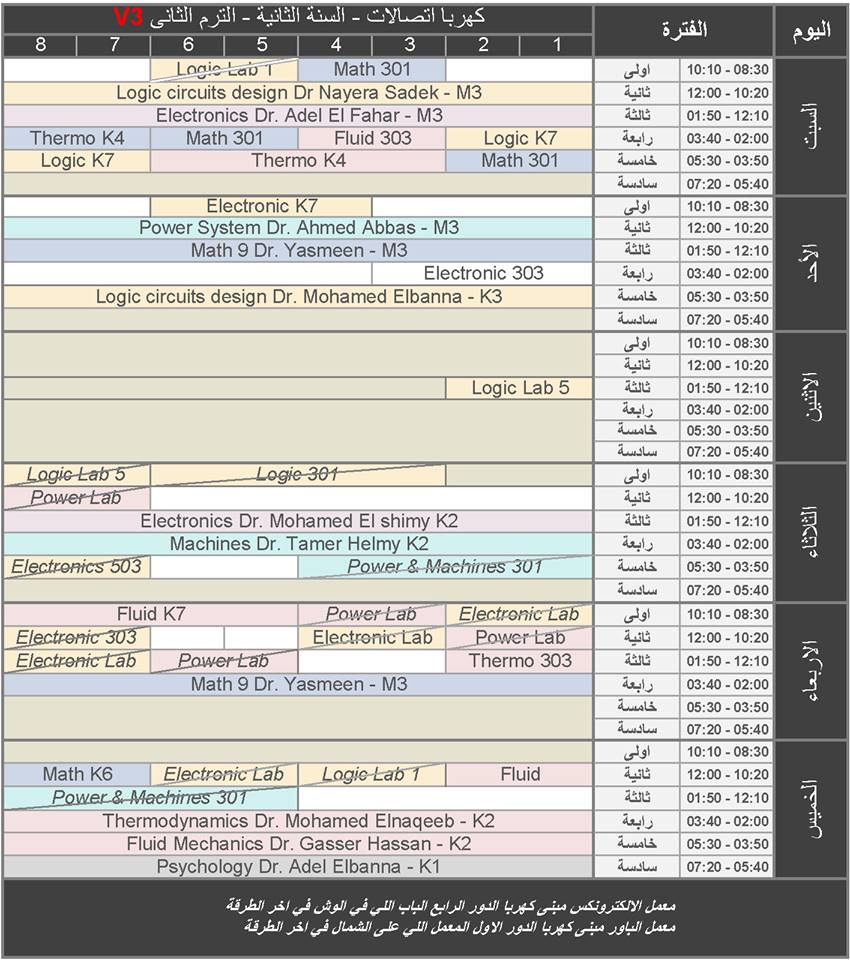 كهربا اتصالات - السنة الثانية - الترم الثانى V3
اليوم الفترة 1 2 3 4 5 6 7 8
السبت
10:10 - 08:30 اولى Math 301 Logic Lab 1
12:00 - 10:20 ثانية Logic circuits design Dr Nayera Sadek - M3
01:50 - 12:10 ثالثة Electronics Dr. Adel El Fahar - M3
03:40 - 02:00 رابعة Logic K7 Fluid 303 Math 301 Thermo K4
05:30 - 03:50 خامسة Math 301 Thermo K4 Logic K7
07:20 - 05:40 سادسة
الأحد
10:10 - 08:30 اولى Electronic K7
12:00 - 10:20 ثانية Power System Dr. Ahmed Abbas - M3
01:50 - 12:10 ثالثة Math 9 Dr. Yasmeen - M3
03:40 - 02:00 رابعة Electronic 303
05:30 - 03:50 خامسة Logic circuits design Dr. Mohamed Elbanna - K3
07:20 - 05:40 سادسة
الاثنين
10:10 - 08:30 اولى
12:00 - 10:20 ثانية
01:50 - 12:10 ثالثة Logic Lab 5
03:40 - 02:00 رابعة
05:30 - 03:50 خامسة
07:20 - 05:40 سادسة
الثلاثاء
10:10 - 08:30 اولى Logic 301 Logic Lab 5
12:00 - 10:20 ثانية Power Lab
01:50 - 12:10 ثالثة Electronics Dr. Mohamed El shimy K2
03:40 - 02:00 رابعة Machines Dr. Tamer Helmy K2
05:30 - 03:50 خامسة Power & Machines 301 Electronics 503
07:20 - 05:40 سادسة
الاربعاء
10:10 - 08:30 اولى Electronic Lab Power Lab Fluid K7
12:00 - 10:20 ثانية Power Lab Electronic Lab Electronic 303
01:50 - 12:10 ثالثة Thermo 303 Power Lab Electronic Lab
03:40 - 02:00 رابعة Math 9 Dr. Yasmeen - M3
05:30 - 03:50 خامسة
07:20 - 05:40 سادسة
الخميس
10:10 - 08:30 اولى
12:00 - 10:20 ثانية Fluid Logic Lab 1 Electronic Lab Math K6
01:50 - 12:10 ثالثة Power & Machines 301
03:40 - 02:00 رابعة Thermodynamics Dr. Mohamed Elnaqeeb - K2
05:30 - 03:50 خامسة Fluid Mechanics Dr. Gasser Hassan - K2
07:20 - 05:40 سادسة Psychology Dr. Adel Elbanna - K1
معمل الالكترونكس مبنى كهربا الدور الرابع الباب اللي في الوش في اخر الطرقة
معمل الباور مبنى كهربا الدور الاول المعمل اللي على الشمال في اخر الطرقة